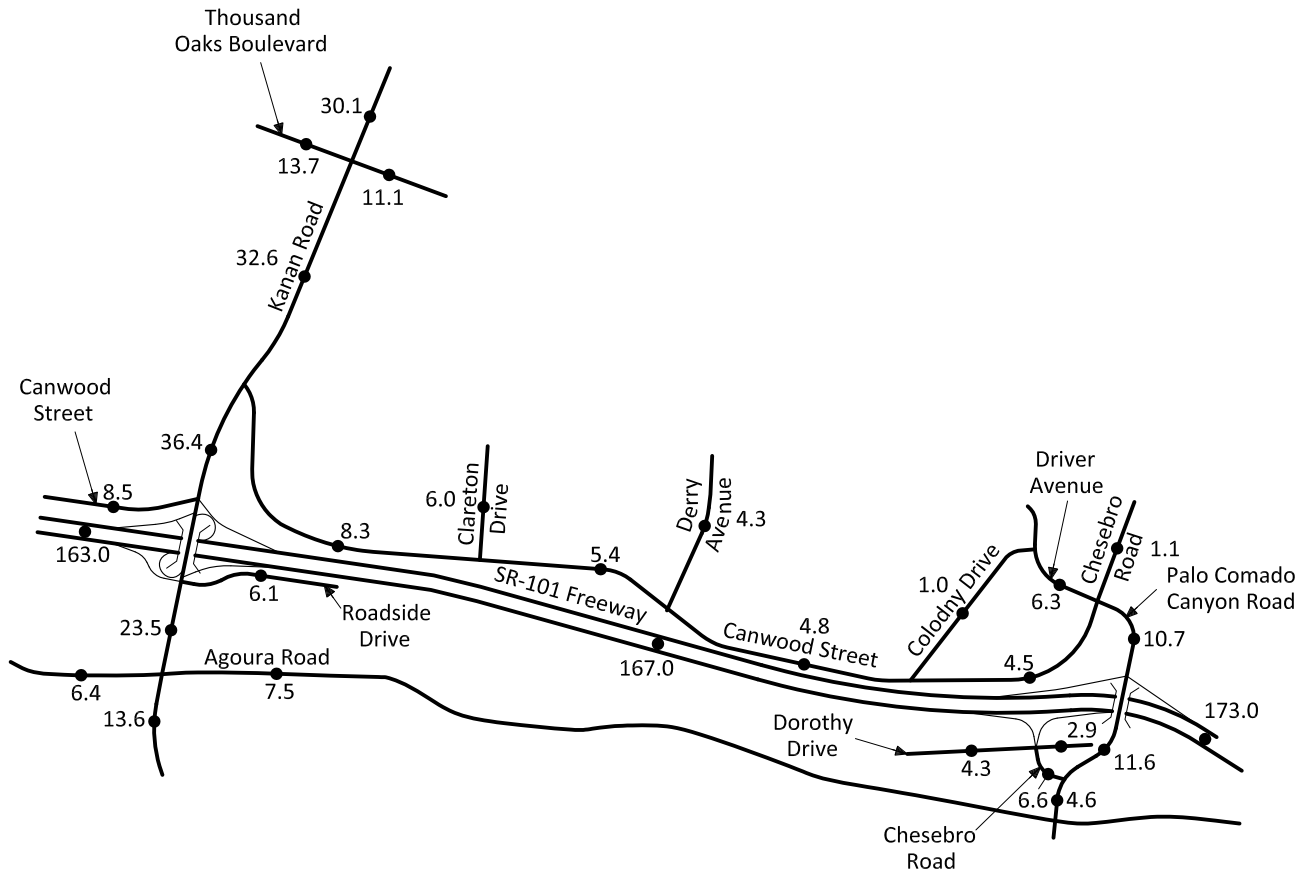 Thousand
Oaks Boulevard
30.1
13.7
11.1
Kanan Road
32.6
Canwood
Street
36.4
8.5
163.0
8.3
6.0
Clareton
Drive
5.4
Derry
Avenue
4.3
SR-101 Freeway
6.1
Roadside
Drive
23.5
Agoura Road
6.4
7.5
13.6
167.0
4.8
Canwood Street
Driver
Avenue
Chesebro
Road
1.1
Colodny Drive
1.0
6.3
Palo Comado
Canyon Road
10.7
4.5
173.0
Dorothy
Drive
2.9
4.3
11.6
6.6
4.6
Chesebro
Road